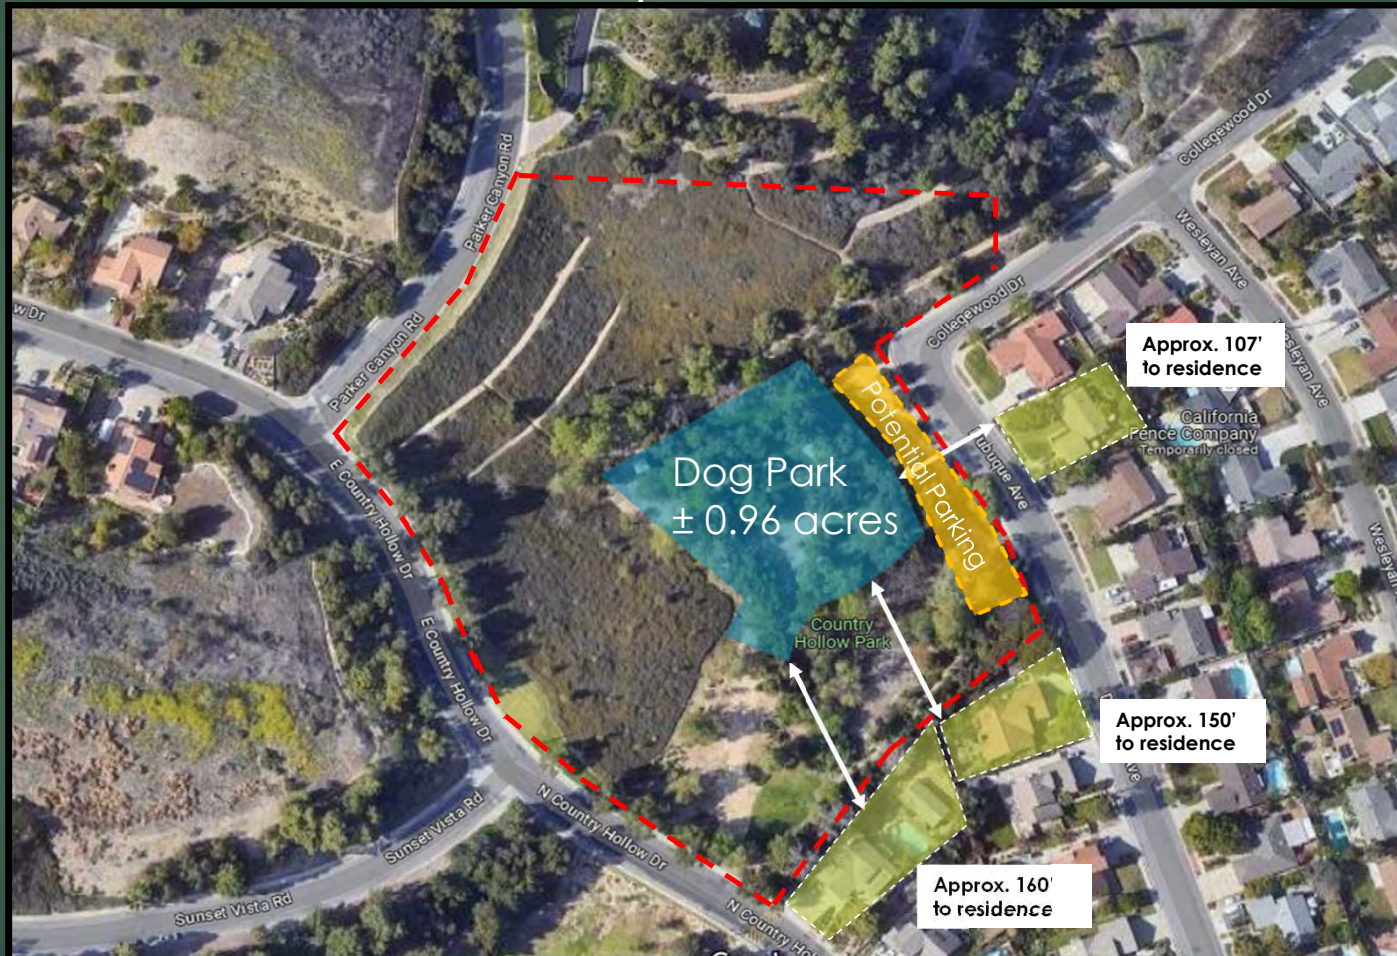 Collegewood Dr
Parker Canyon Rd
Wesleyan Ave
Collegewood Dr
w Dr
Wesleyan Ave
Approx. 107'
to residence
Parker Canyon Rd
Potential Parking
California
Fence Company
Temporarily closed
Dubuque Ave
Dog Park
± 0.96 acres
E Country Hollow Dr
Wesleyan
Country
Hollow Park
E Country Hollow Dr
Approx. 150'
to residence
Ave
N Country Hollow Dr
Sunset Vista Rd
Approx. 160'
to residence
Sunset Vista Rd
N Country Ho